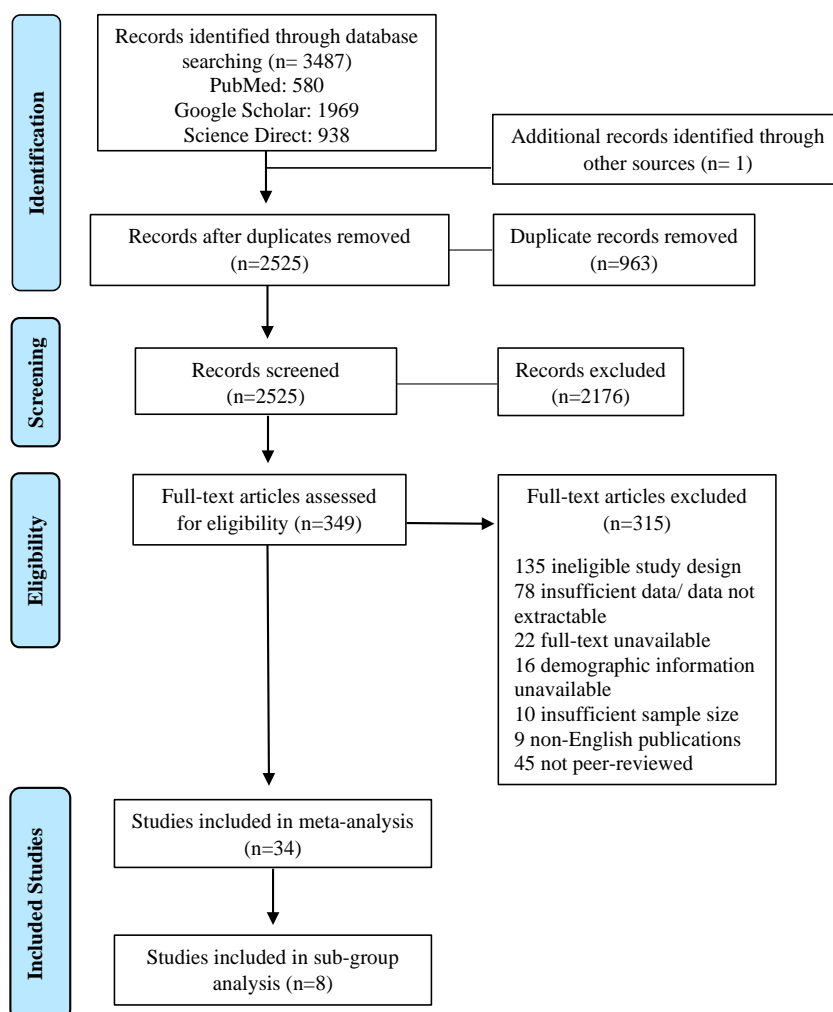 Identification
Records identified through database
searching (n= 3487)
PubMed: 580
Google Scholar: 1969
Science Direct: 938
Additional records identified through
other sources (n= 1)
Records after duplicates removed
(n=2525)
Duplicate records removed
(n=963)
Screening
Records screened
(n=2525)
Records excluded
(n=2176)
Eligibility
Full-text articles assessed
for eligibility (n=349)
Full-text articles excluded
(n=315)
135 ineligible study design
78 insufficient data/ data not
extractable
22 full-text unavailable
16 demographic information
unavailable
10 insufficient sample size
9 non-English publications
45 not peer-reviewed
Included Studies
Studies included in meta-analysis
(n=34)
Studies included in sub-group
analysis (n=8)